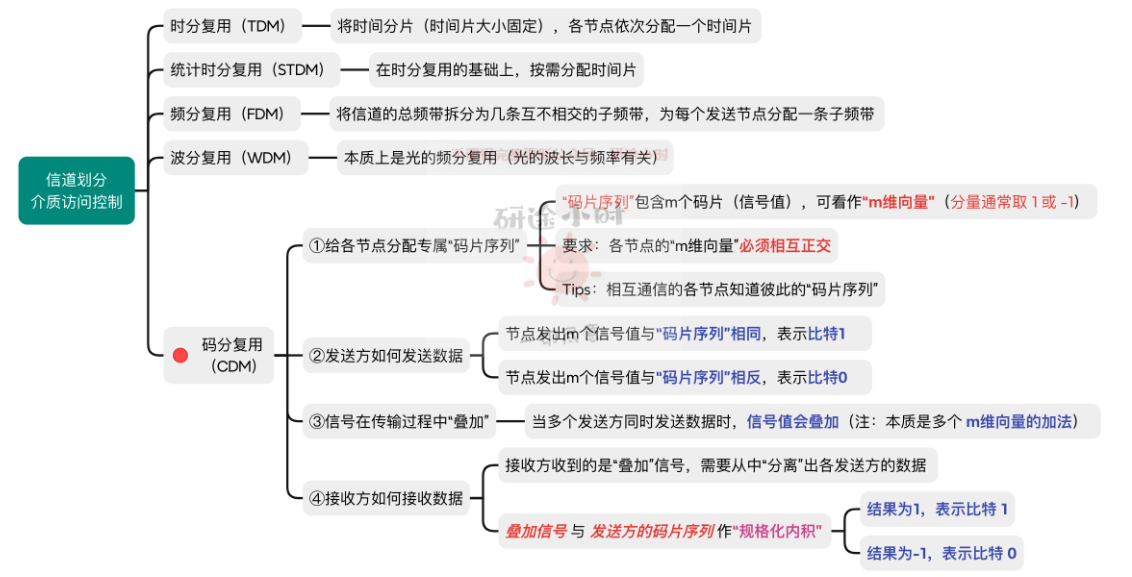 时分复用（TDM）
将时间分片（时间片大小固定），各节点依次分配一个时间片
统计时分复用（STDM）
在时分复用的基础上，按需分配时间片
频分复用（FDM）
将信道的总频带拆分为几条互不相交的子频带，为每个发送节点分配一条子频带
波分复用（WDM）
本质上是光的频分复用（光的波长与频率有关）
信道划分
介质访问控制
研途小时
“码片序列”包含m个码片（信号值），可看作“m维向量”（分量通常取 1 或 -1）
①给各节点分配专属“码片序列”
要求：各节点的“m维向量”必须相互正交
Tips：相互通信的各节点知道彼此的“码片序列”
码分复用
（CDM）
②发送方如何发送数据
节点发出m个信号值与“码片序列”相同，表示比特1
节点发出m个信号值与“码片序列”相反，表示比特0
③信号在传输过程中“叠加”
当多个发送方同时发送数据时，信号值会叠加（注：本质是多个 m维向量的加法）
④接收方如何接收数据
接收方收到的是“叠加”信号，需要从中“分离”出各发送方的数据
叠加信号 与 发送方的码片序列 作“规格化内积”
结果为1，表示比特 1
结果为-1，表示比特 0